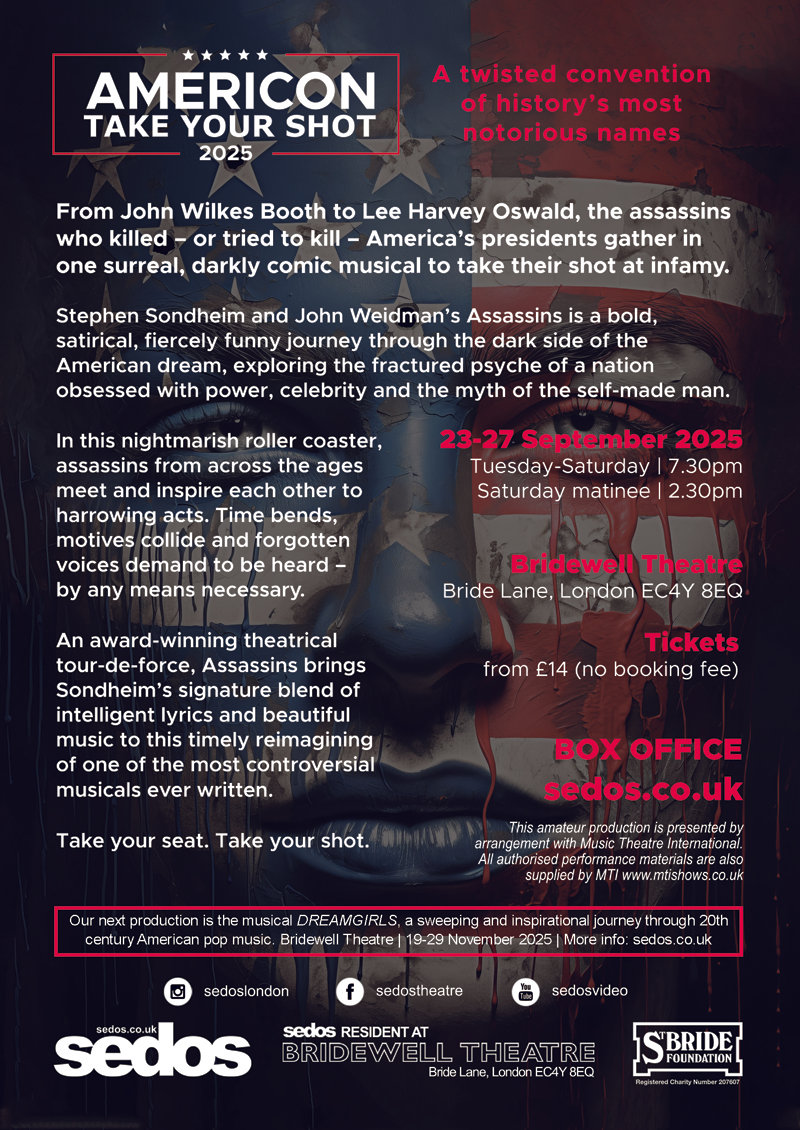 AMERICON
TAKE YOUR SHOT
2025
A twisted convention
of history's most
notorious names
From John Wilkes Booth to Lee Harvey Oswald, the assassins
who killed – or tried to kill – America's presidents gather in
one surreal, darkly comic musical to take their shot at infamy.
Stephen Sondheim and John Weidman's Assassins is a bold,
satirical, fiercely funny journey through the dark side of the
American dream, exploring the fractured psyche of a nation
obsessed with power, celebrity and the myth of the self-made man.
In this nightmarish roller coaster,
assassins from across the ages
meet and inspire each other to
harrowing acts. Time bends,
motives collide and forgotten
voices demand to be heard –
by any means necessary.
An award-winning theatrical
tour-de-force, Assassins brings
Sondheim's signature blend of
intelligent lyrics and beautiful
music to this timely reimagining
of one of the most controversial
musicals ever written.
Take your seat. Take your shot.
23-27 September 2025
Tuesday-Saturday | 7.30pm
Saturday matinee | 2.30pm
Bridewell Theatre
Bride Lane, London EC4Y 8EQ
Tickets
from £14 (no booking fee)
BOX OFFICE
sedos.co.uk
This amateur production is presented by
arrangement with Music Theatre International.
All authorised performance materials are also
supplied by MTI www.mtishows.co.uk
Our next production is the musical DREAMGIRLS, a sweeping and inspirational journey through 20th
century American pop music. Bridewell Theatre | 19-29 November 2025 | More info: sedos.co.uk
sedoslondon
sedostheatre
You
Tube
sedosvideo
sedos.co.uk
sedos
sedos RESIDENT AT
BRIDEWELL THEATRE
Bride Lane, London EC4Y 8EQ
ST BRIDE
FOUNDATION
Registered Charity Number 207607